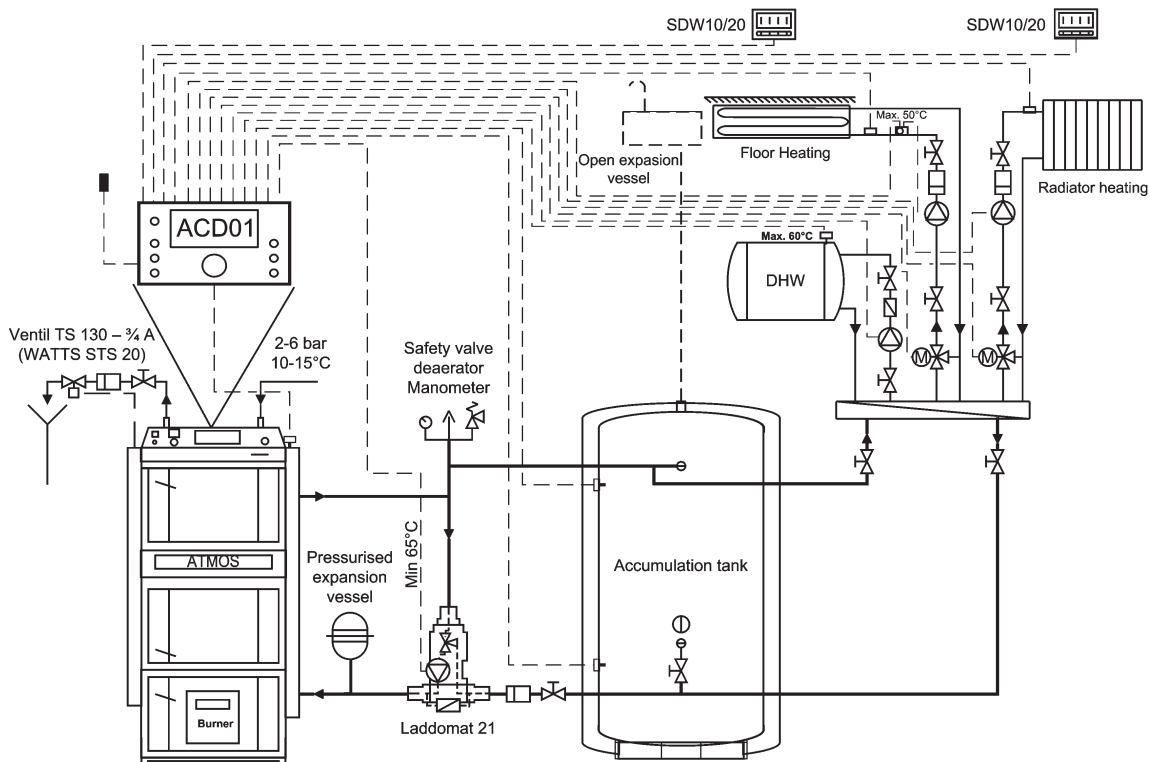 SDW10/20
SDW10/20
Max. 50°C
Floor Heating
Open expasion
vessel
Radiator heating
ACD01
Max. 60°C
DHW
Ventil TS 130 – ¾ A
(WATTS STS 20)
2-6 bar
10-15°C
Safety valve
deaerator
Manometer
M
M
Min 65°C
ATMOS
Pressurised
expansion
vessel
Accumulation tank
Burner
Laddomat 21